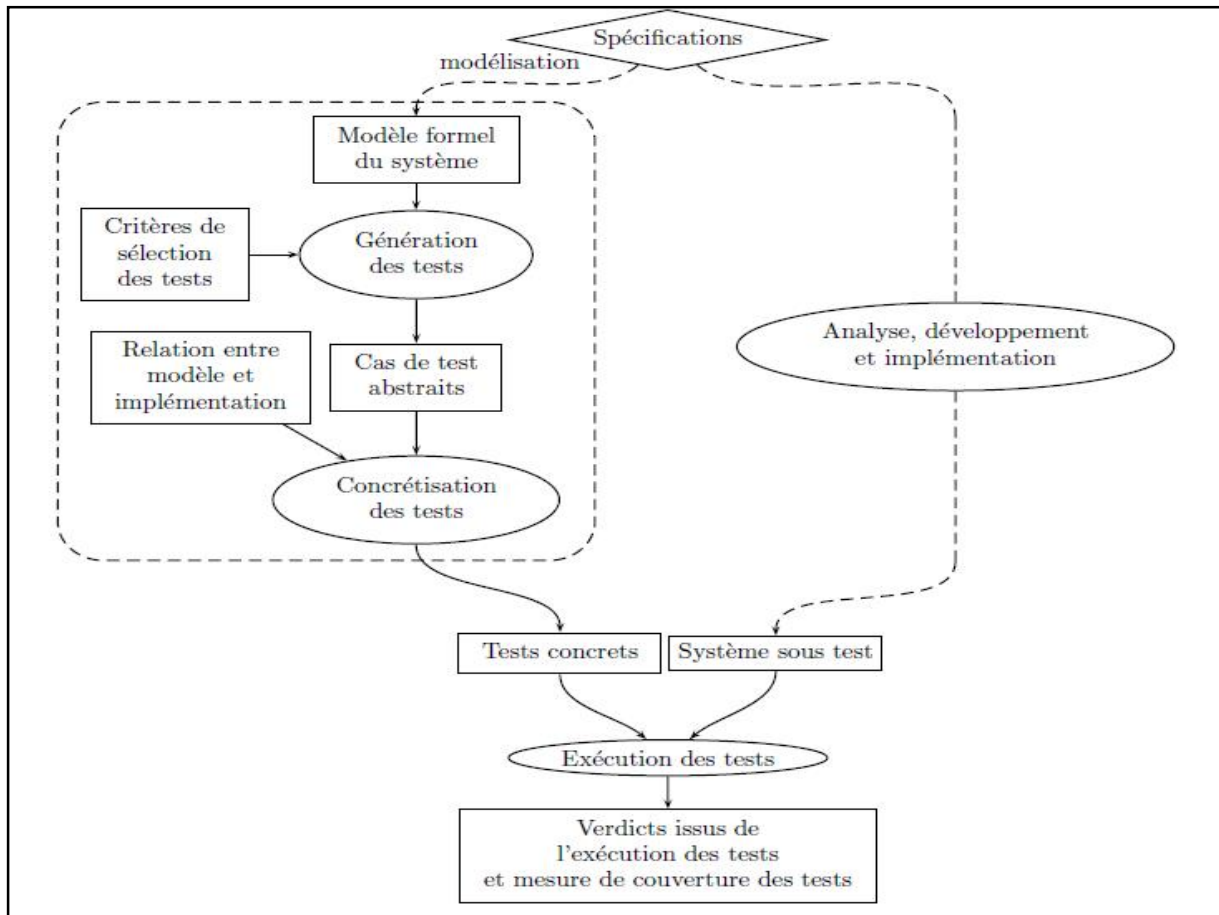 Spécifications
modélisation
Modèle formel
du système
Critères de
sélection
des tests
Génération
des tests
Relation entre
modèle et
implémentation
Cas de test
abstraits
Analyse, développement
et implémentation
Concrétisation
des tests
Tests concrets
Système sous test
Exécution des tests
Verdicts issus de
l'exécution des tests
et mesure de couverture des tests